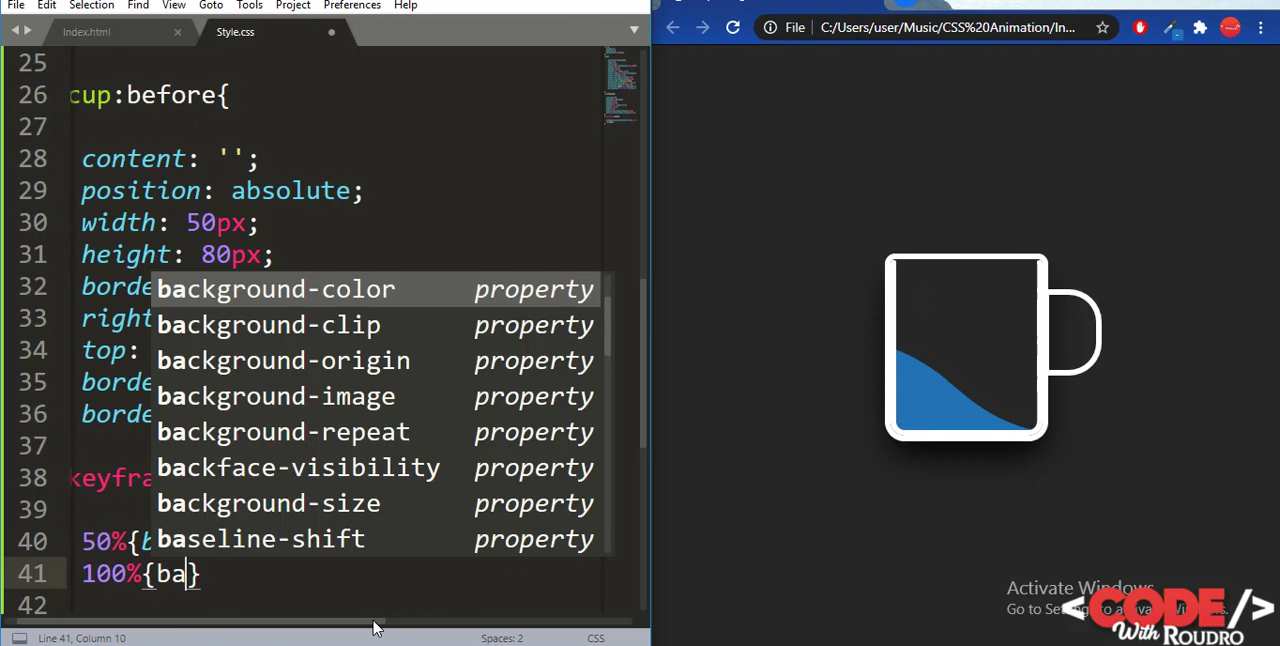 File Edit Selection Find View Goto Tools Project Preferences Help
Index.html × Style.css
File C:/Users/user/Music/CSS%20Animation/In...
25
26 cup:before{
27
28 content: '';
29 position: absolute;
30 width: 50px;
31 height: 80px;
32 borde
33 right
34 top:
35 borde
36 borde
37
38 keyfra
39
40 50%{b
41 100%{ba}
42
background-color property
background-clip property
background-origin property
background-image property
background-repeat property
backface-visibility property
background-size property
baseline-shift property
Line 41, Column 10 Spaces: 2 CSS
Activate Windows
Go to Settings to activate Windows.
<CODE/>
With ROUDRO